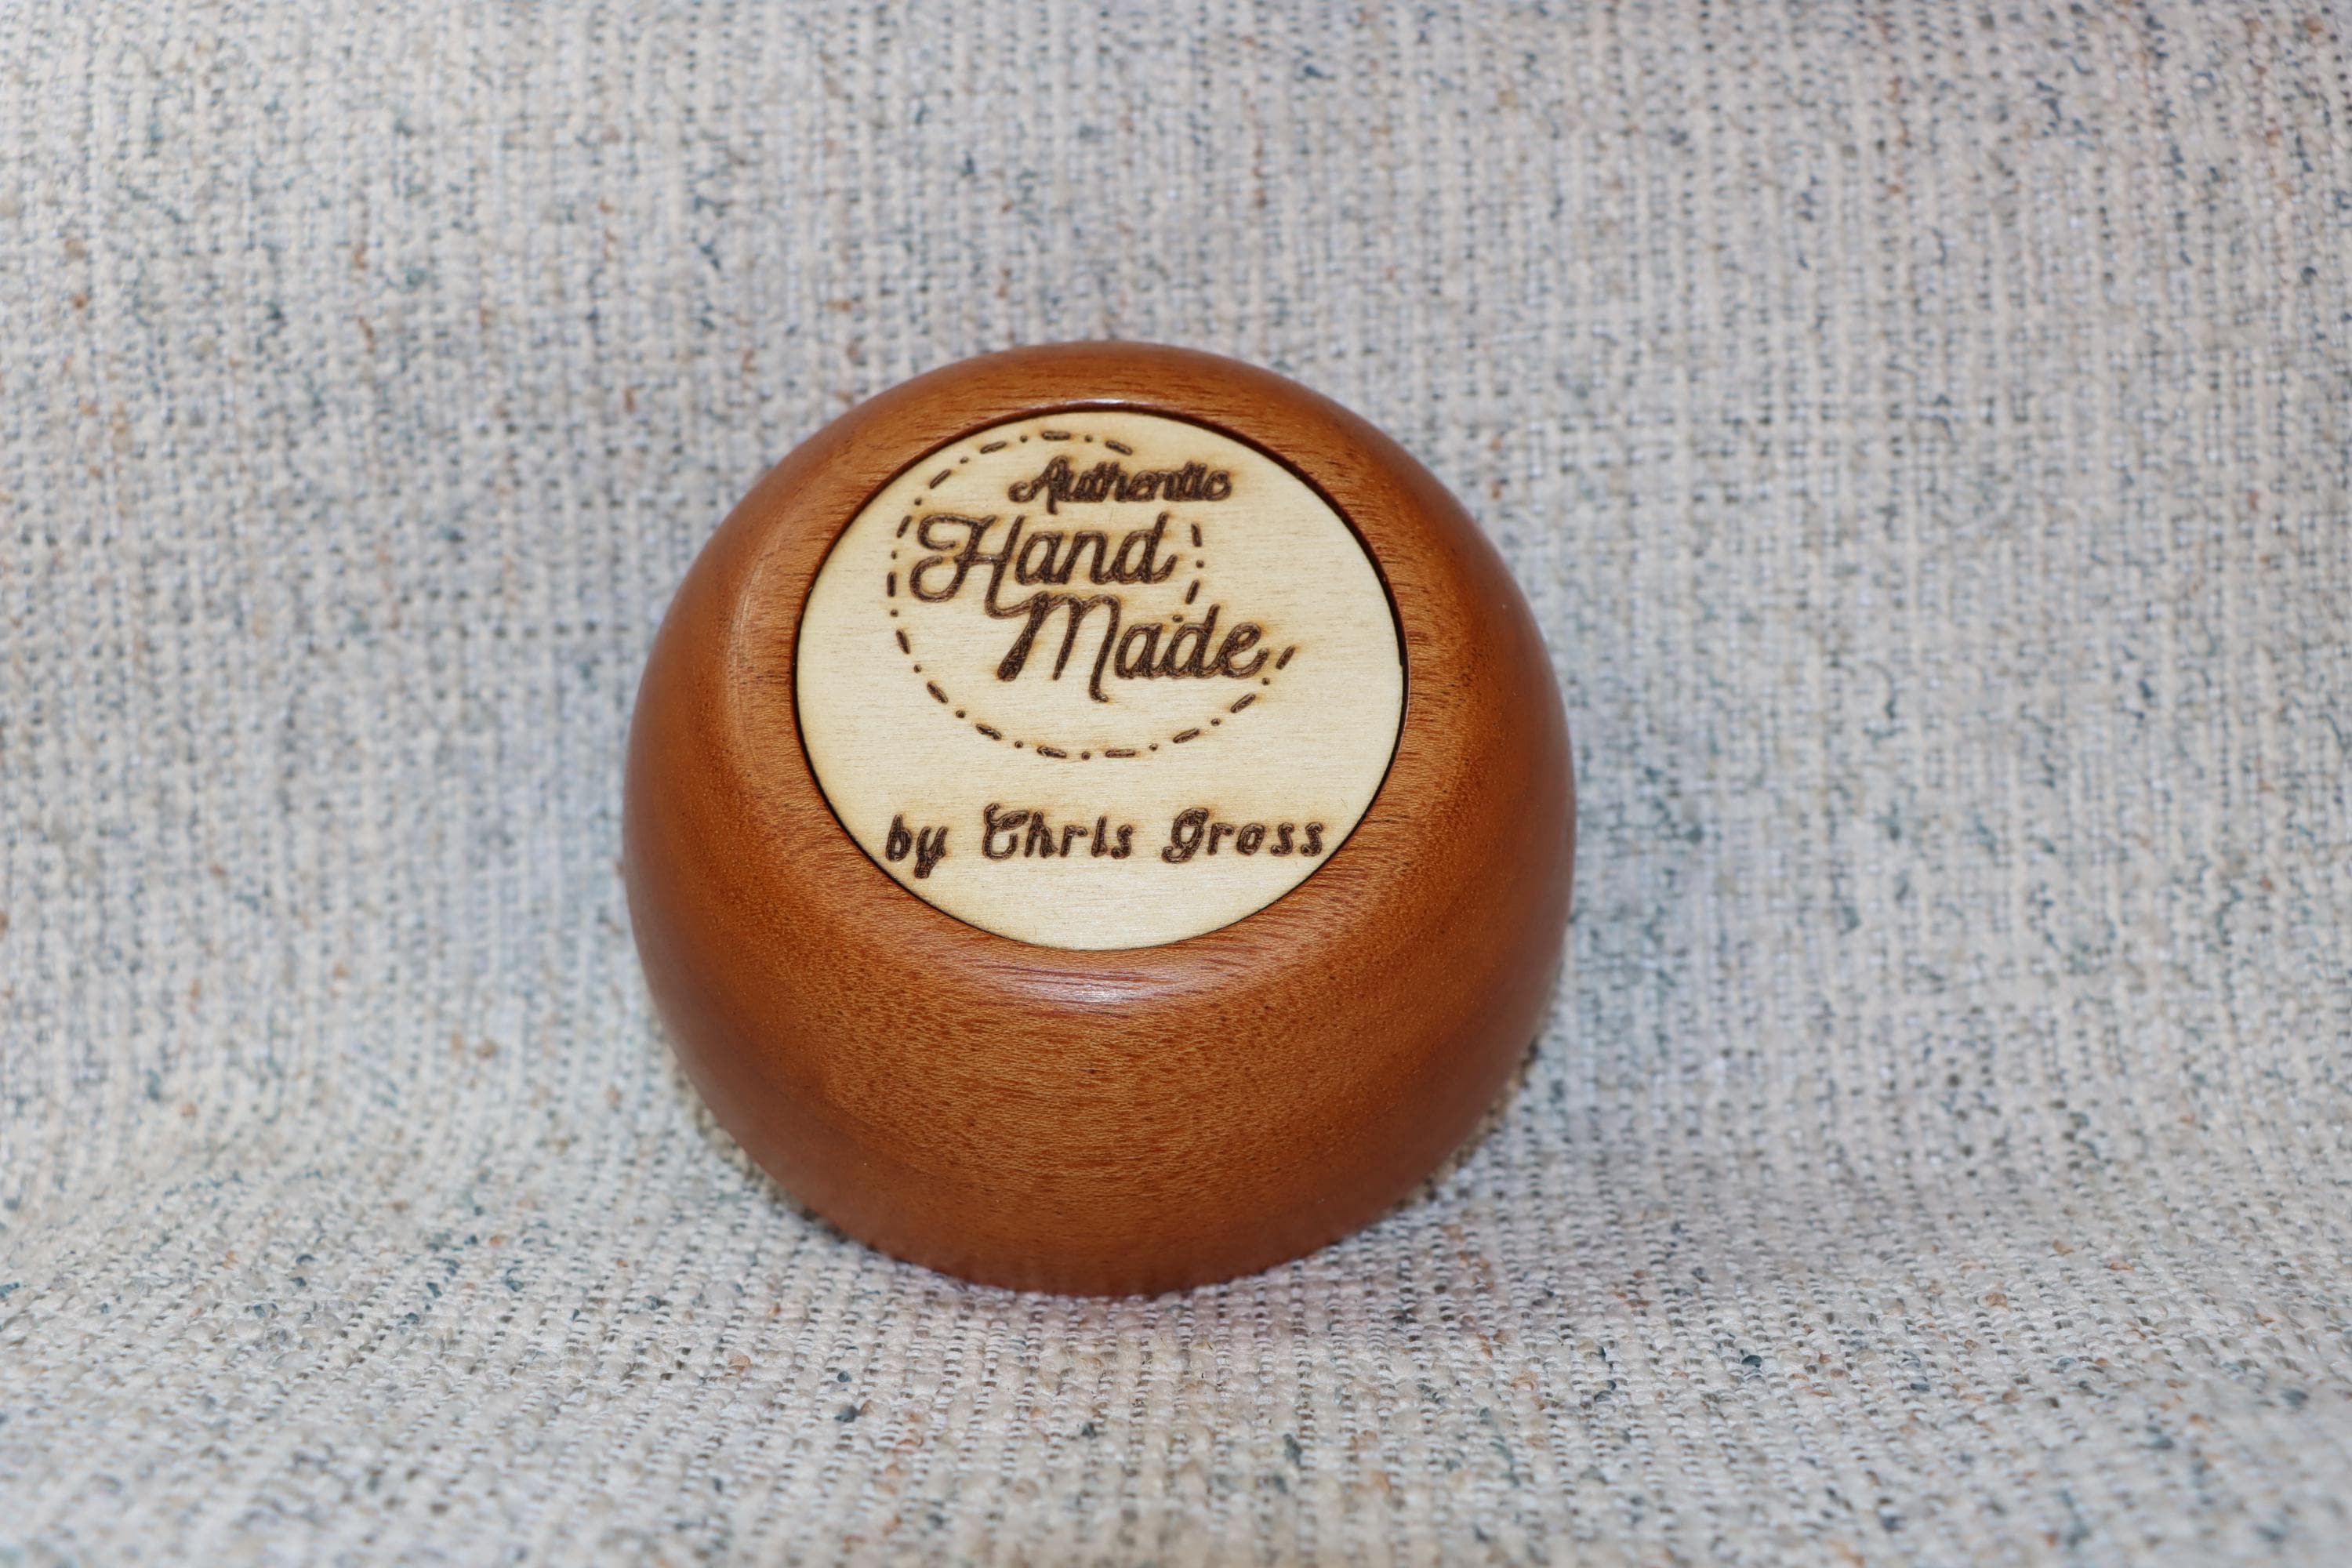 Authentic
Hand
Made
by Chris Gross